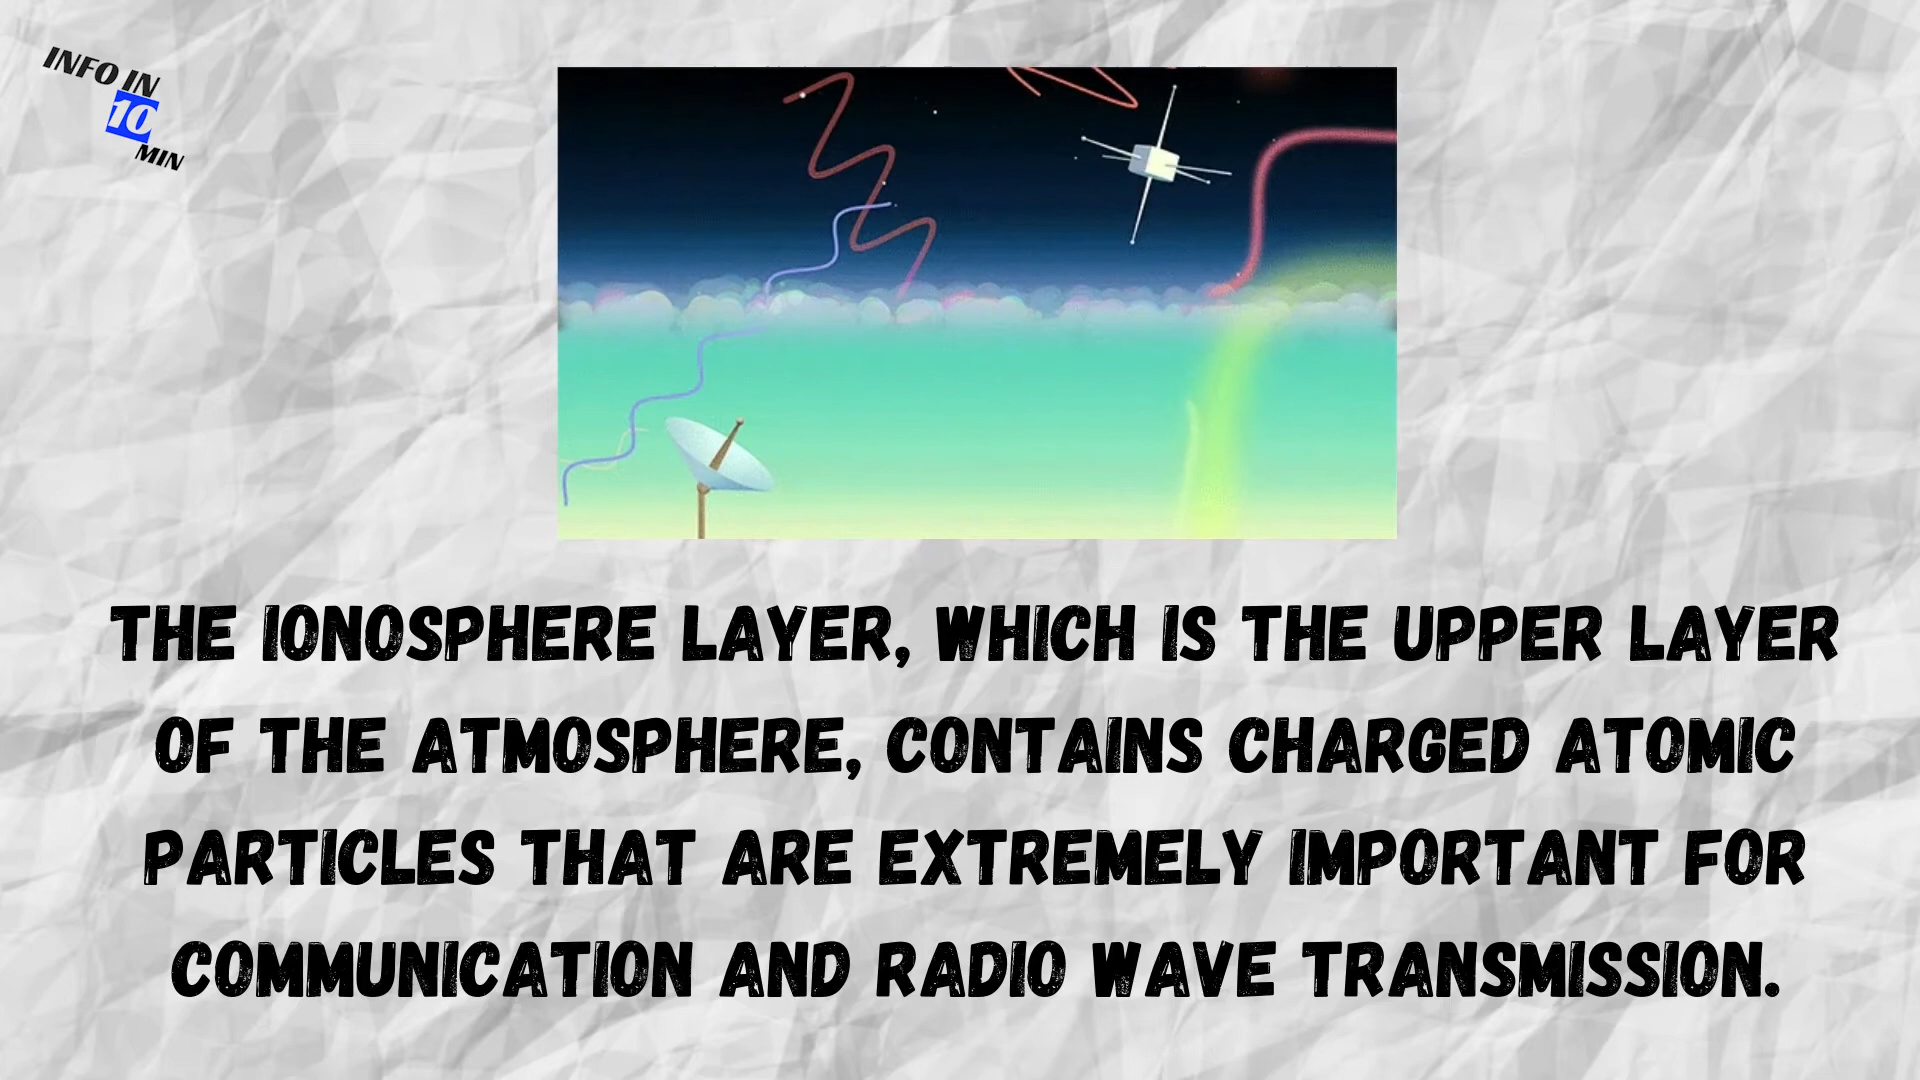 INFO IN
10
MIN
THE IONOSPHERE LAYER, WHICH IS THE UPPER LAYER
OF THE ATMOSPHERE, CONTAINS CHARGED ATOMIC
PARTICLES THAT ARE EXTREMELY IMPORTANT FOR
COMMUNICATION AND RADIO WAVE TRANSMISSION.